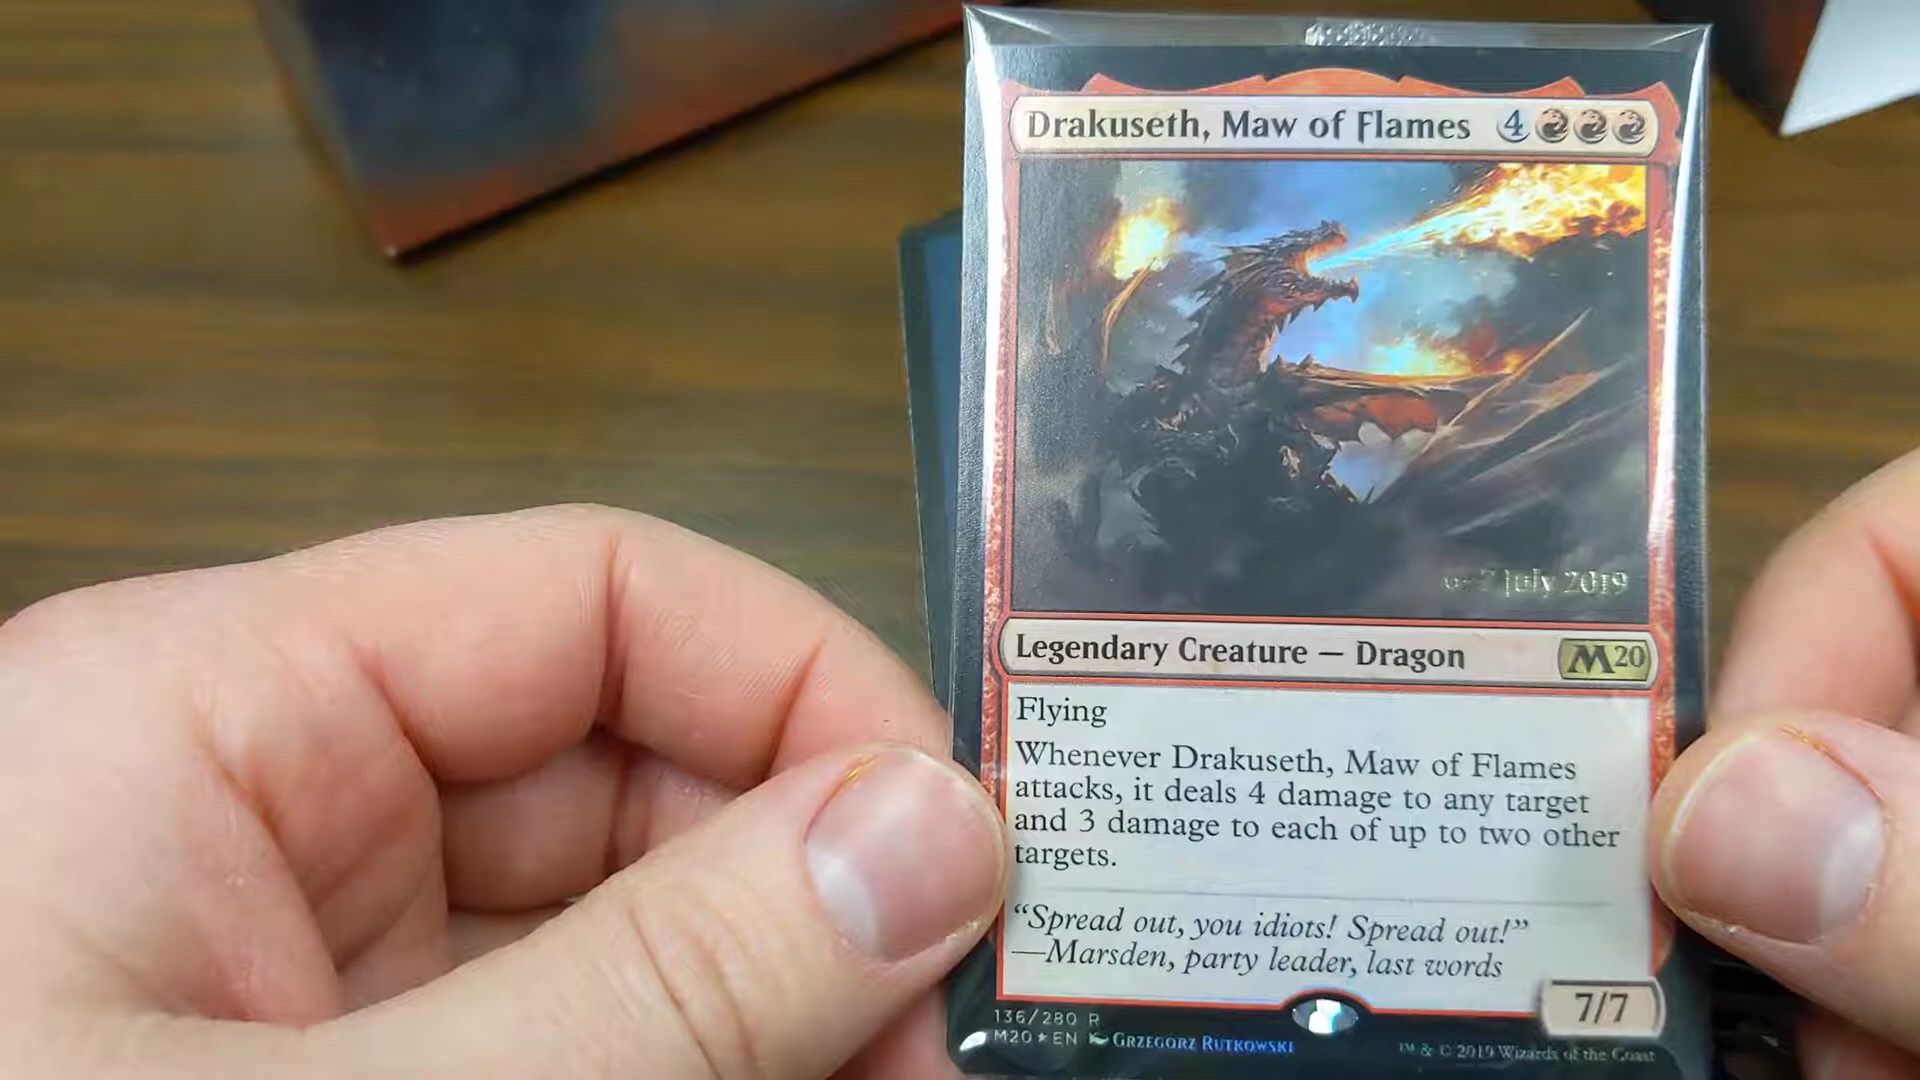 Drakuseth, Maw of Flames 4
July 2019
Legendary Creature — Dragon
M20
Flying
Whenever Drakuseth, Maw of Flames
attacks, it deals 4 damage to any target
and 3 damage to each of up to two other
targets.
“Spread out, you idiots! Spread out!”
—Marsden, party leader, last words
7/7
136/280 R
M20★EN GRZEGORZ RUTKOWSKI
™ & © 2019 Wizards of the Coast